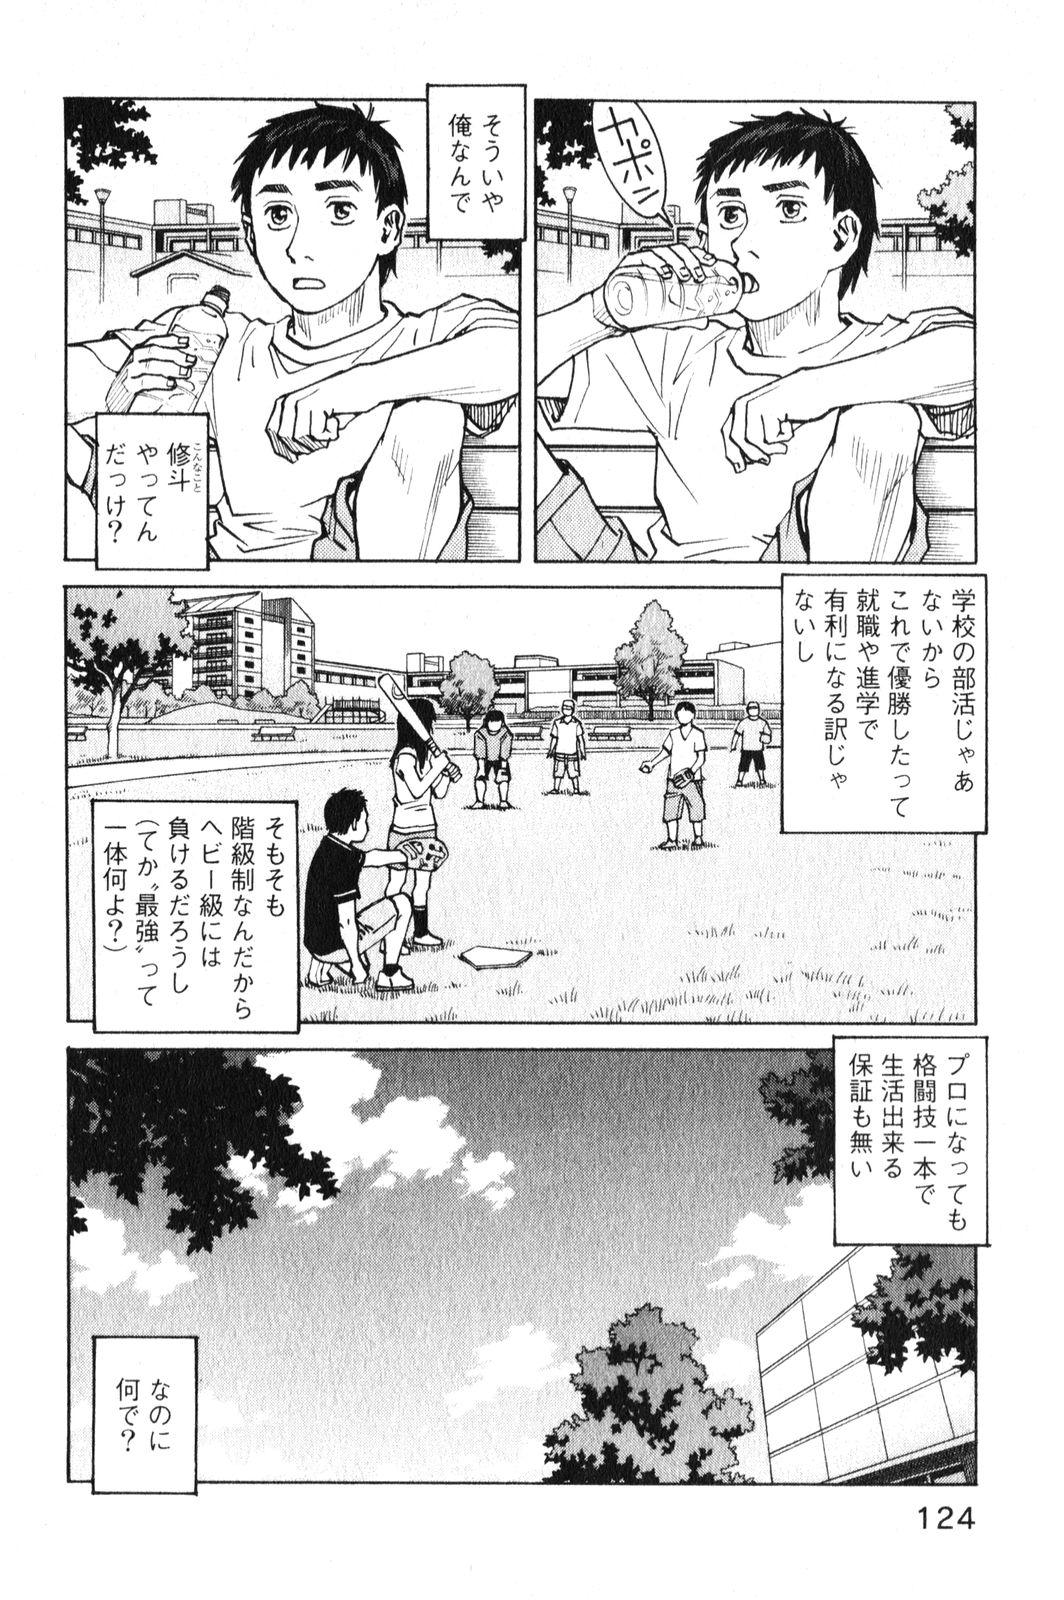 カポン
そういや
俺なんで
修斗
こんなこと
やってん
だっけ？
学校の部活じゃあ
ないから
これで優勝したって
就職や進学で
有利になる訳じゃ
ないし
そもそも
階級制なんだから
ヘビー級には
負けるだろうし
（てか〝最強〟って
一体何よ？）
プロになっても
格闘技一本で
生活出来る
保証も無い
なのに
何で？
124